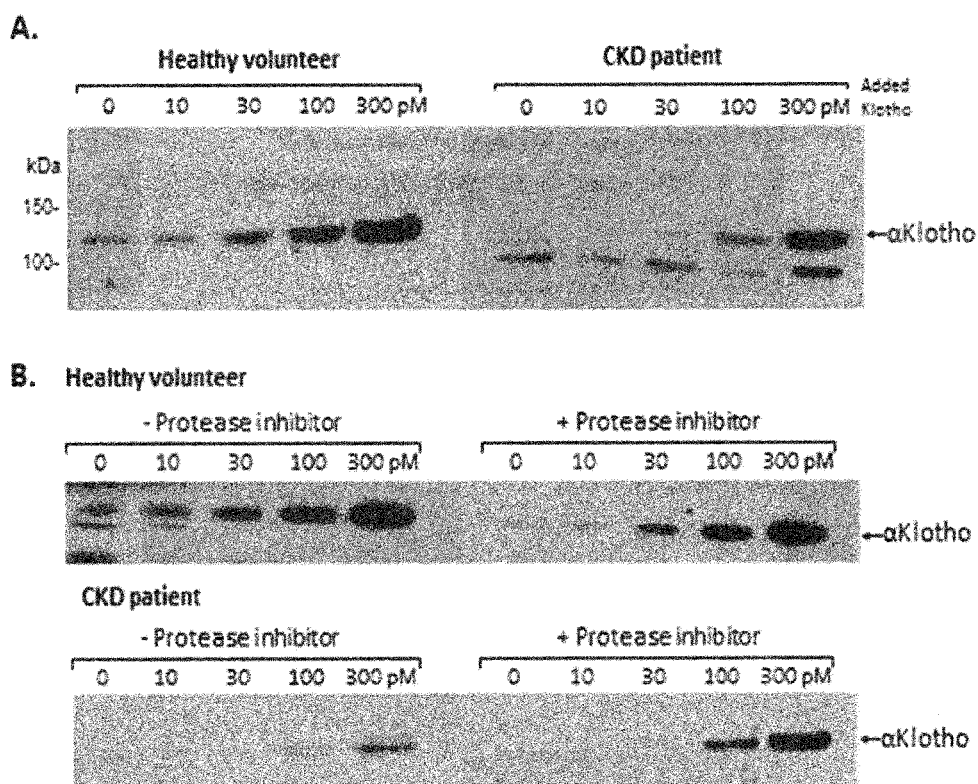 A.
Healthy volunteer CKD patient
0 10 30 100 300 pM 0 10 30 100 300 pM Added Klotho
kDa
150-
100-
αKlotho
B. Healthy volunteer
- Protease inhibitor + Protease inhibitor
0 10 30 100 300 pM 0 10 30 100 300 pM
αKlotho
CKD patient
- Protease inhibitor + Protease inhibitor
0 10 30 100 300 pM 0 10 30 100 300 pM
αKlotho